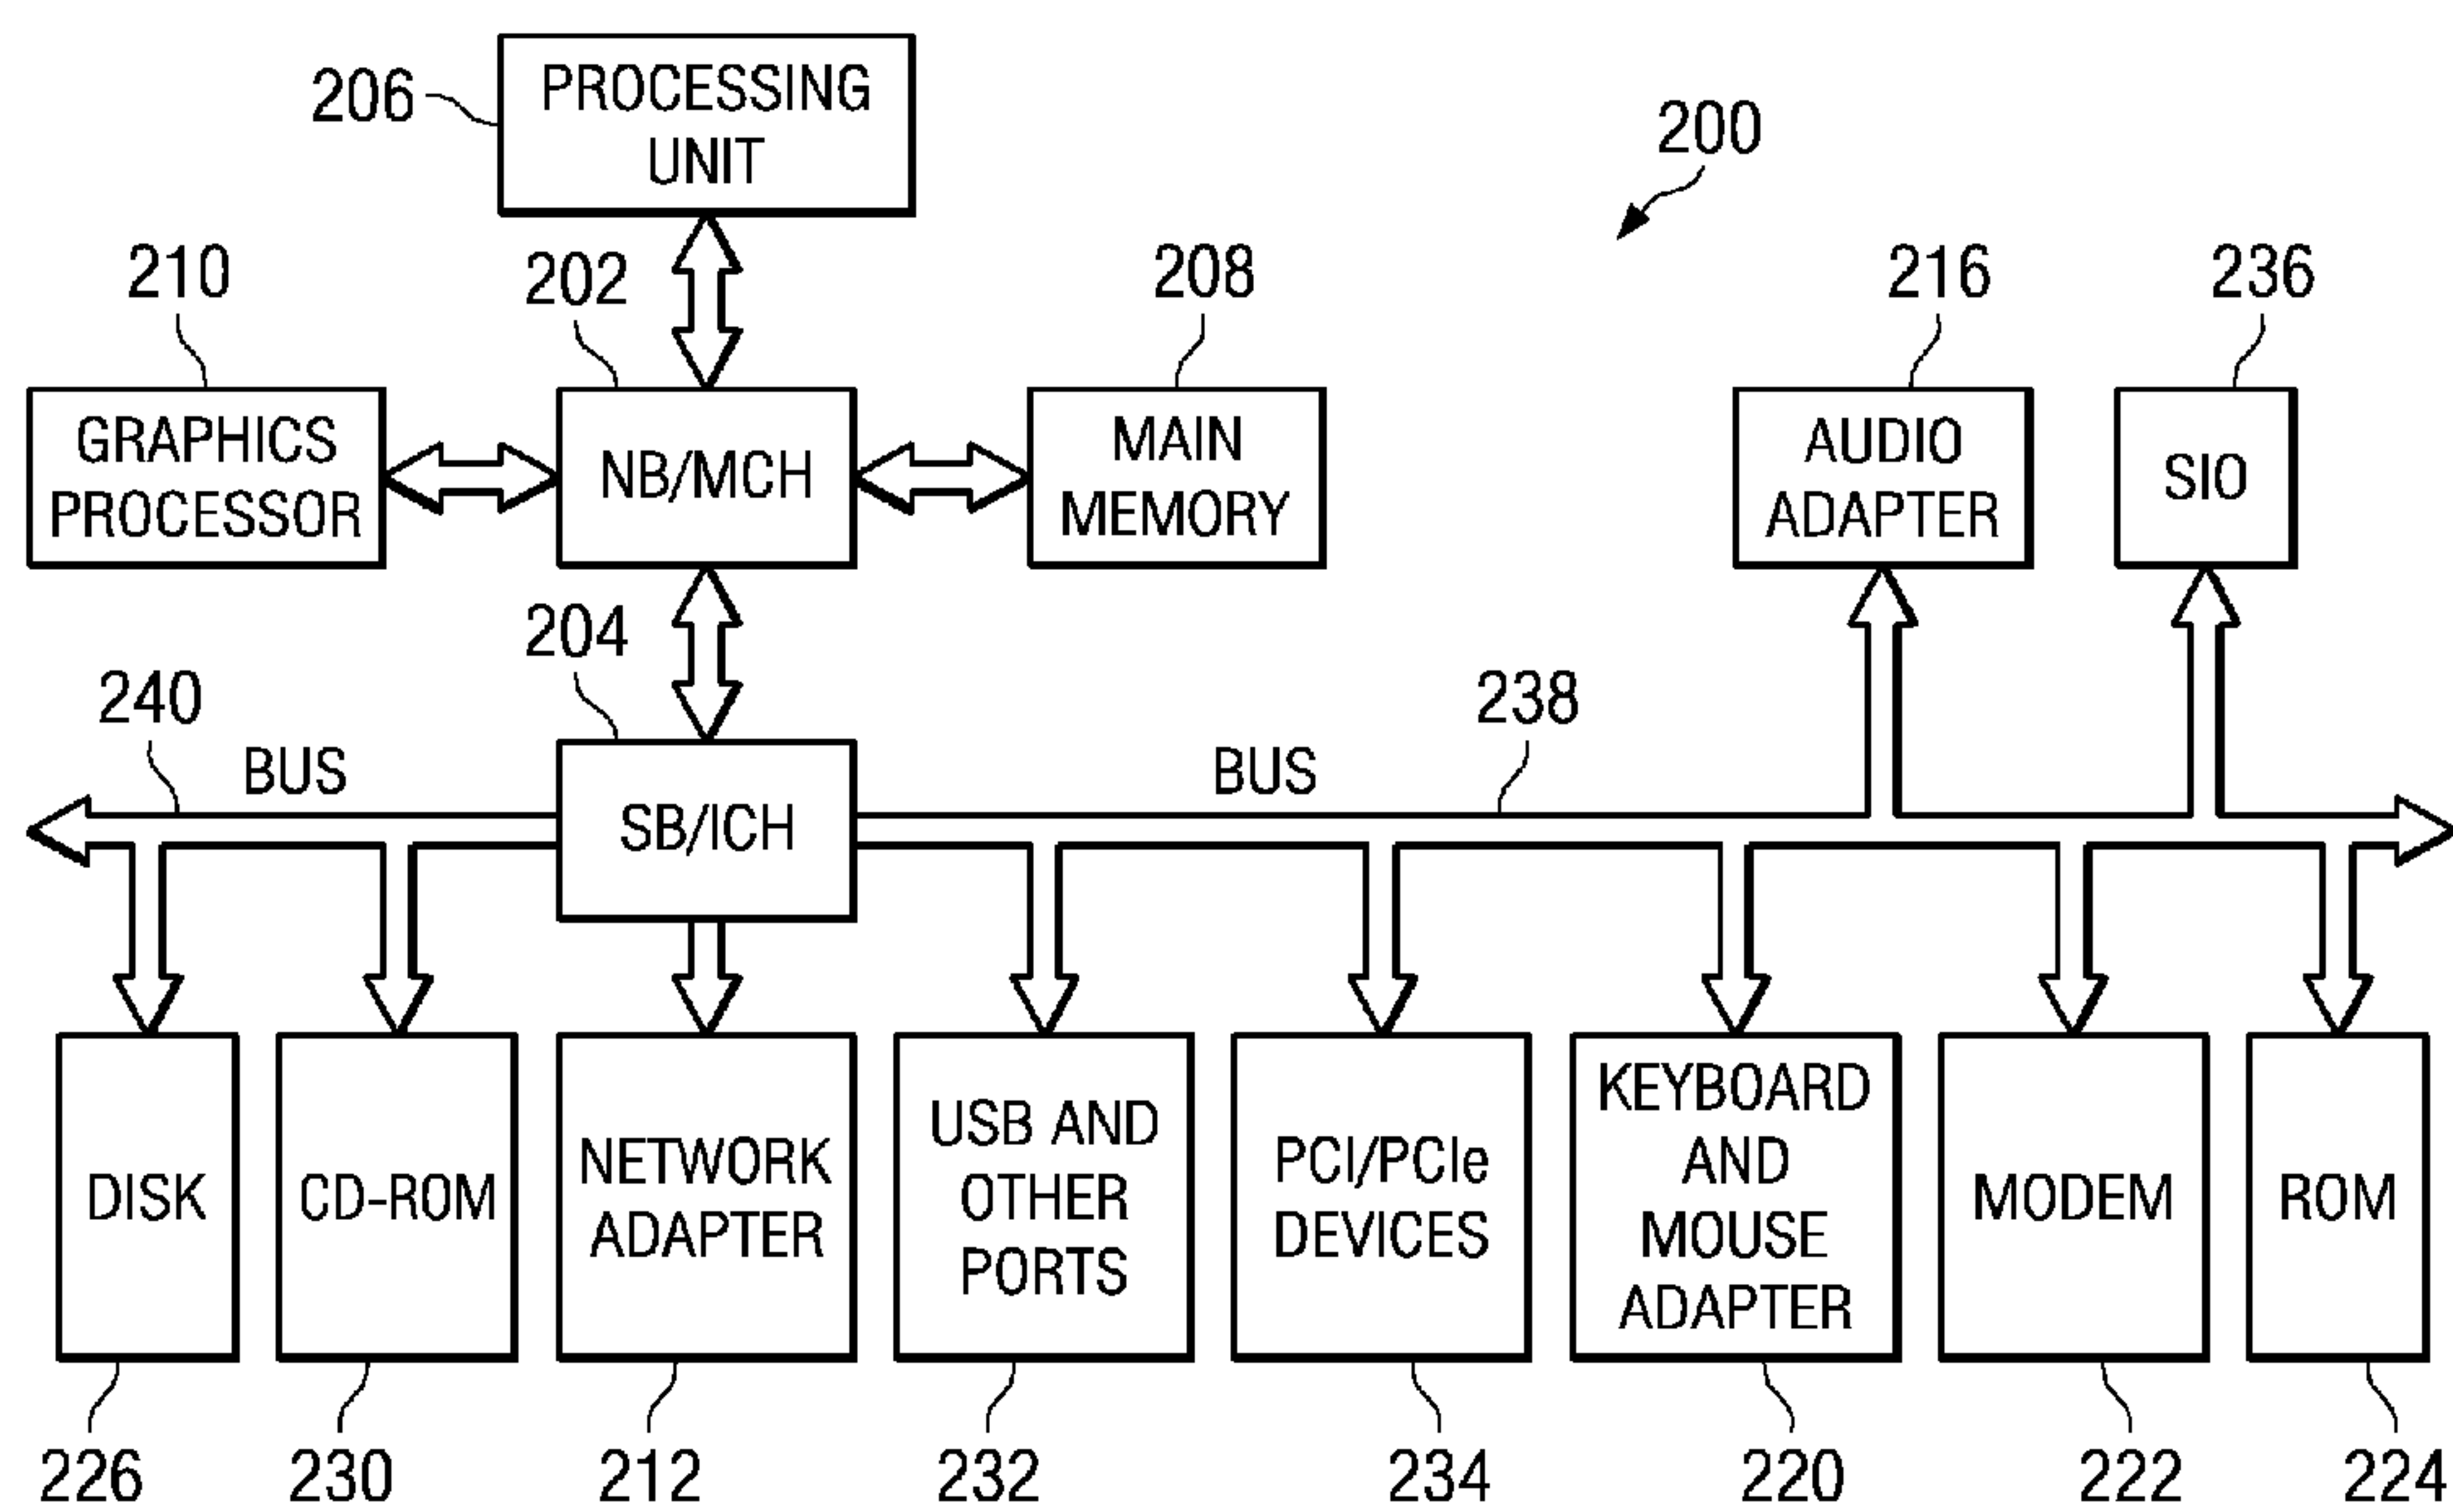 206
PROCESSING
UNIT
200
210
202
208
216
236
GRAPHICS
PROCESSOR
NB/MCH
MAIN
MEMORY
AUDIO
ADAPTER
SIO
204
240
BUS
238
BUS
SB/ICH
DISK
CD-ROM
NETWORK
ADAPTER
USB AND
OTHER
PORTS
PCI/PCIe
DEVICES
KEYBOARD
AND
MOUSE
ADAPTER
MODEM
ROM
226
230
212
232
234
220
222
224